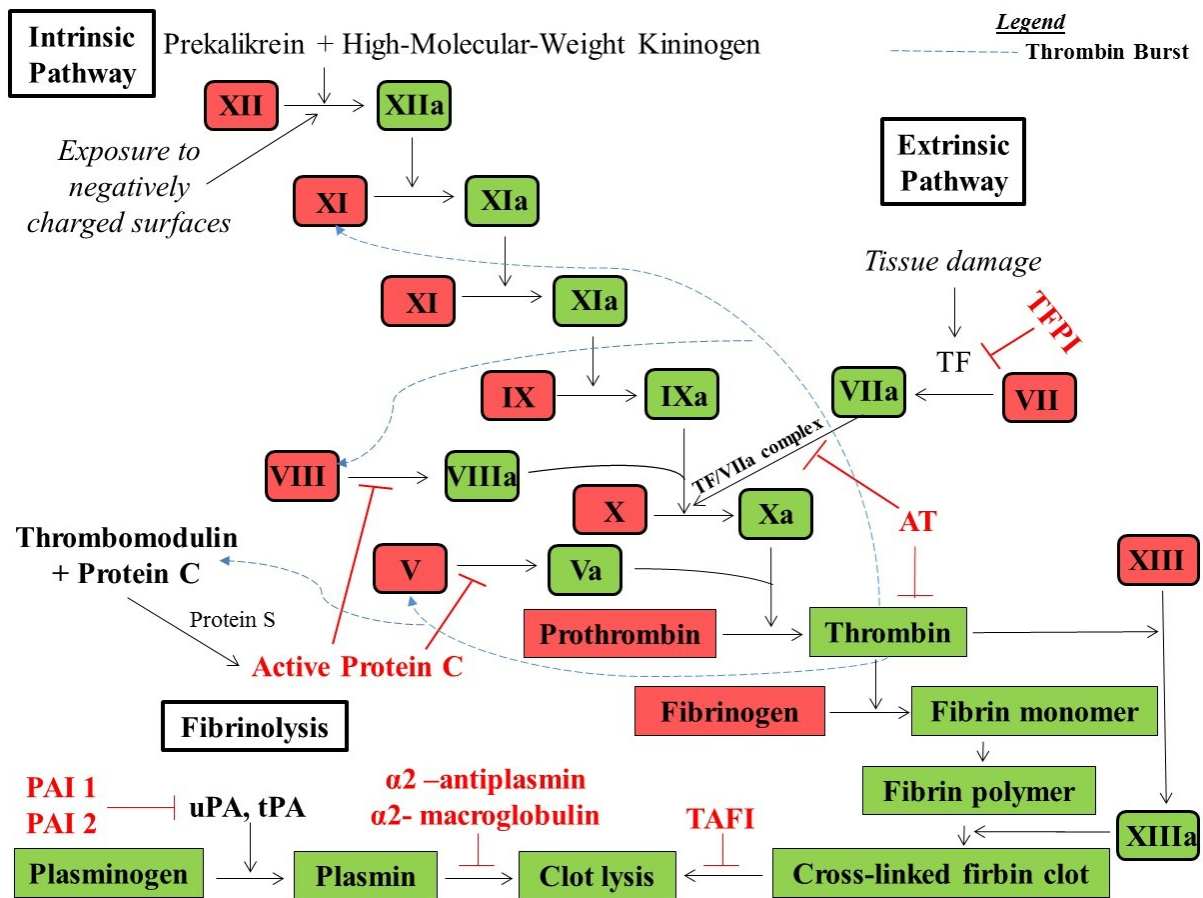 Intrinsic
Pathway
Prekalikrein + High-Molecular-Weight Kininogen
Legend
Thrombin Burst
XII
XIIa
Exposure to
negatively
charged surfaces
Extrinsic
Pathway
XI
XIa
Tissue damage
XI
XIa
TFPI
TF
IX
IXa
VIIa
VII
TF/VIIa complex
VIII
VIIIa
X
Xa
AT
Thrombomodulin
+ Protein C
V
Va
XIII
Protein S
Prothrombin
Thrombin
Active Protein C
Fibrinogen
Fibrin monomer
Fibrinolysis
PAI 1
PAI 2
uPA, tPA
α2 –antiplasmin
α2- macroglobulin
TAFI
Fibrin polymer
XIIIa
Plasminogen
Plasmin
Clot lysis
Cross-linked firbin clot